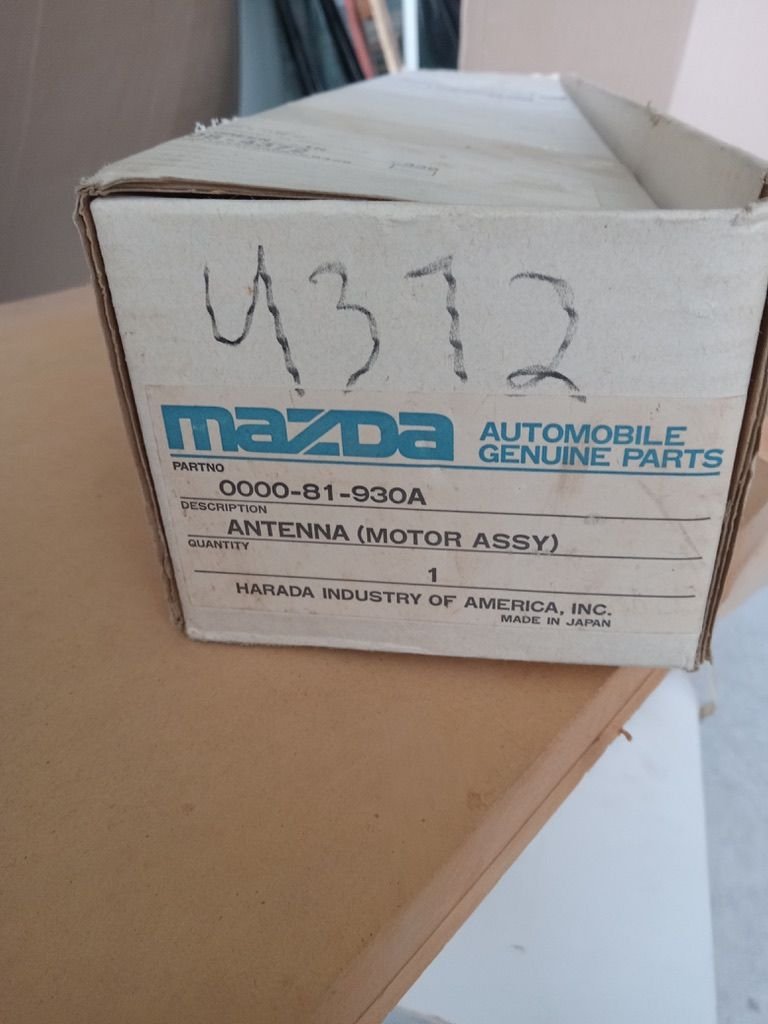 4372
mazda AUTOMOBILE
GENUINE PARTS
PARTNO
0000-81-930A
DESCRIPTION
ANTENNA (MOTOR ASSY)
QUANTITY
1
HARADA INDUSTRY OF AMERICA, INC.
MADE IN JAPAN